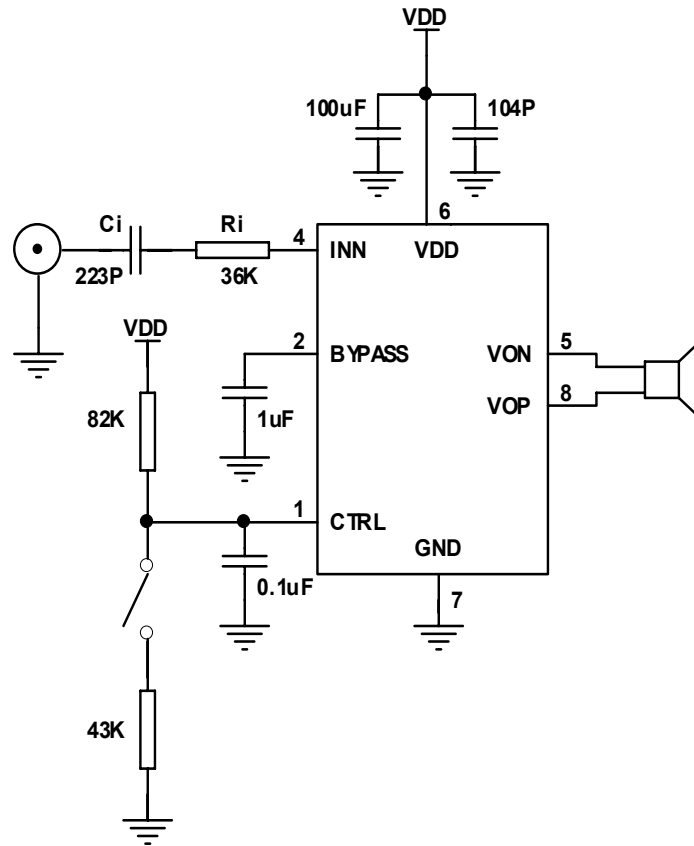 VDD
100uF
104P
6
Ci
Ri
4
INN
VDD
223P
36K
VDD
2
BYPASS
VON
5
82K
1uF
VOP
8
1
CTRL
GND
0.1uF
7
43K